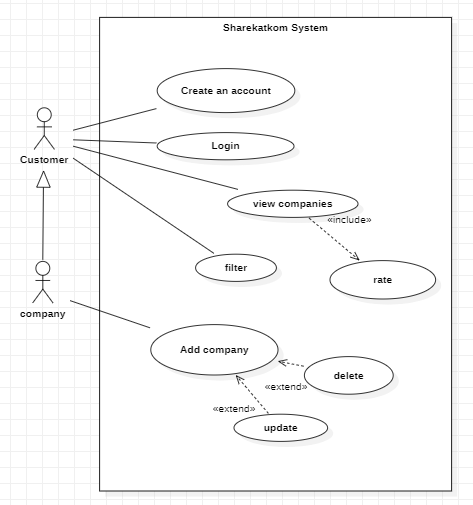 Sharekatkom System
Create an account
Login
Customer
view companies
«include»
filter
rate
company
Add company
delete
«extend»
«extend»
update